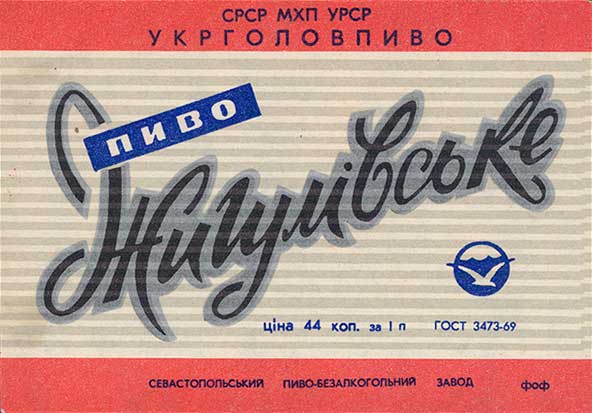 СРСР МХП УРСР
УКРГОЛОВПИВО
ПИВО
Жигулівське
ціна 44 коп. за 1 л ГОСТ 3473-69
СЕВАСТОПОЛЬСЬКИЙ ПИВО-БЕЗАЛКОГОЛЬНИЙ ЗАВОД фоф